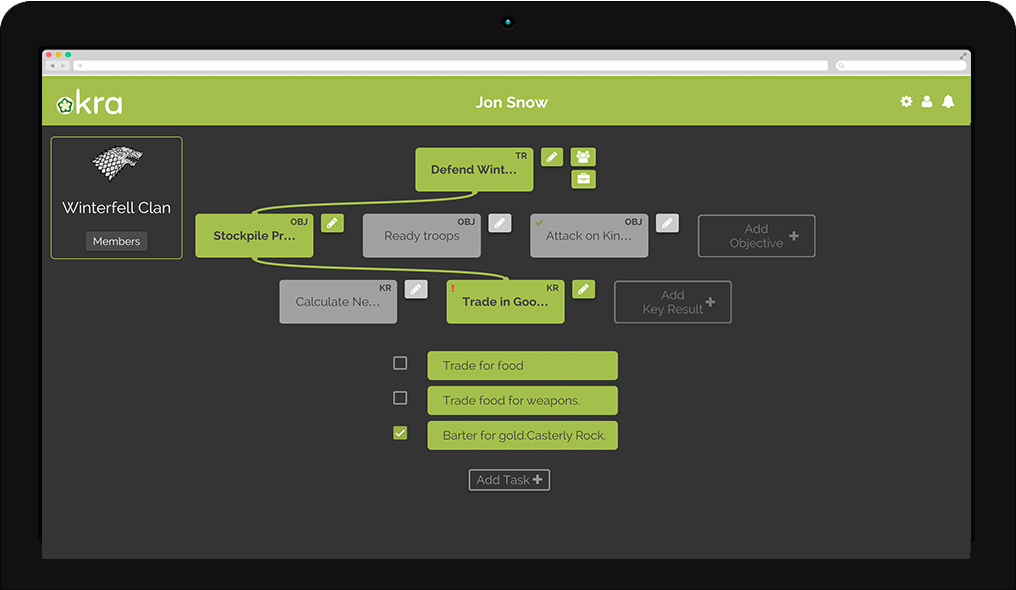 okra
Jon Snow
Winterfell Clan
Members
TR
Defend Wint...
OBJ
Stockpile Pr...
OBJ
Ready troops
OBJ
Attack on Kin...
Add
Objective +
KR
Calculate Ne...
!
KR
Trade in Goo...
Add
Key Result +
Trade for food
Trade food for weapons.
Barter for gold:Casterly Rock.
Add Task +